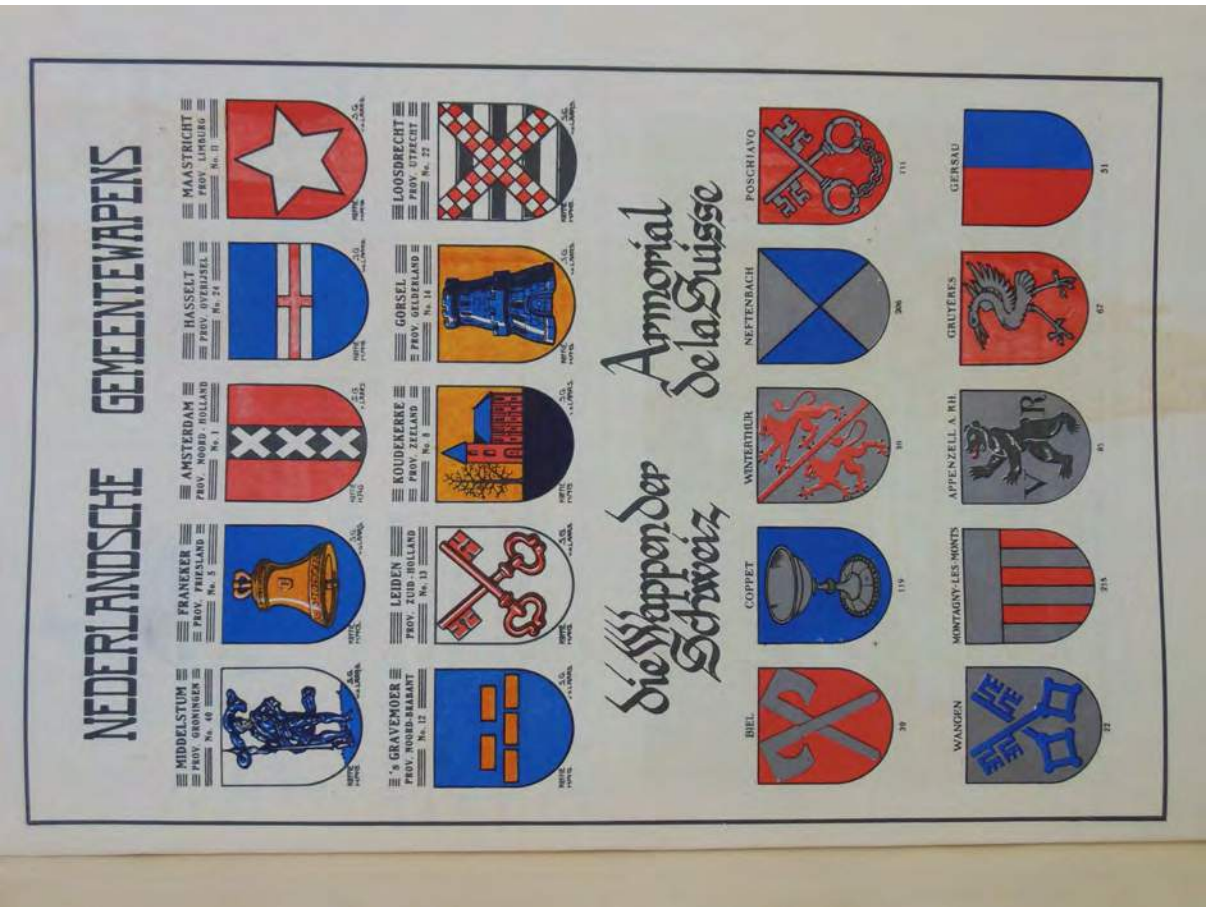 NEDERLANDSCHE GEMEENTEWAPENS
MIDDELSTUM
PROV. GRONINGEN
No. 40
FRANEKER
PROV. FRIESLAND
No. 5
AMSTERDAM
PROV. NOORD-HOLLAND
No. 1
HASSELT
PROV. OVERIJSEL
No. 24
MAASTRICHT
PROV. LIMBURG
No. 11
's GRAVEMOER
PROV. NOORD-BRABANT
No. 12
LEIDEN
PROV. ZUID-HOLLAND
No. 13
KOUDEKERKE
PROV. ZEELAND
No. 8
GORSEL
PROV. GELDERLAND
No. 14
LOOSDRECHT
PROV. UTRECHT
No. 22
die Wappen der
Schweiz
Armorial
de la Suisse
BIEL
COPPET
119
WINTERTHUR
NEFTENBACH
206
POSCHIAVO
111
WANGEN
22
MONTAGNY-LES-MONTS
218
APPENZELL A. RH.
V R
85
GRUYÈRES
67
GERSAU
51